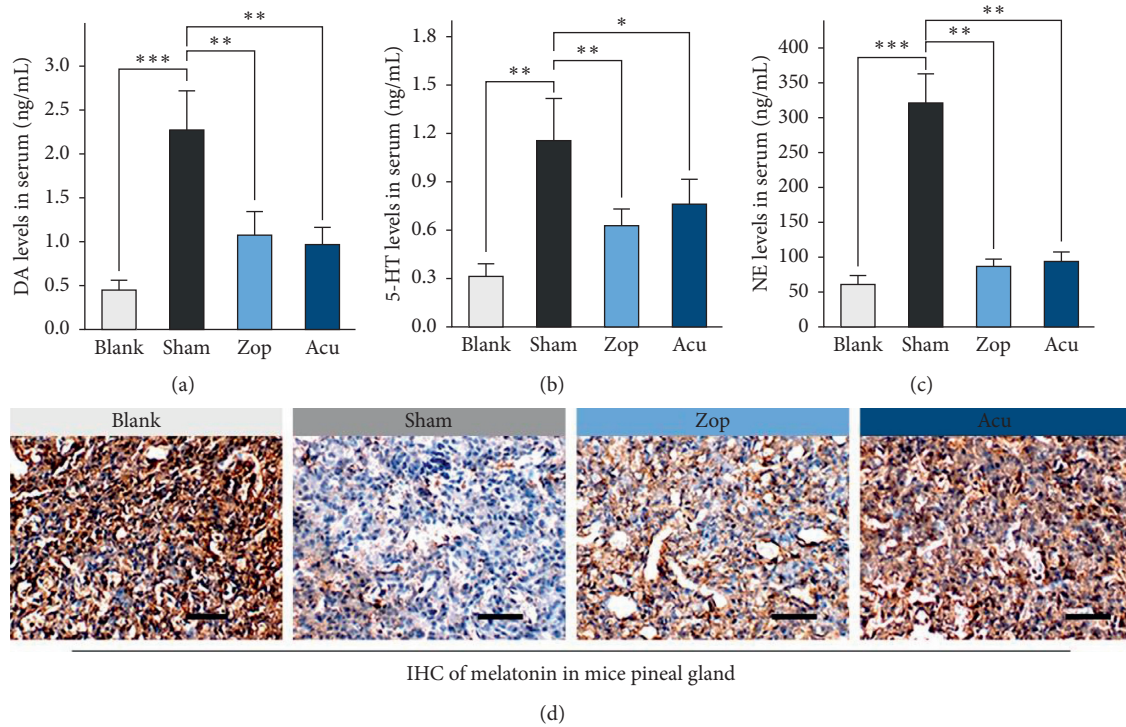 DA levels in serum (ng/mL)
3.0
2.5
2.0
1.5
1.0
0.5
0.0
***
**
**
Blank Sham Zop Acu
(a)
5-HT levels in serum (ng/mL)
1.8
1.5
1.2
0.9
0.6
0.3
0.0
**
**
*
Blank Sham Zop Acu
(b)
NE levels in serum (ng/mL)
400
350
300
250
200
150
100
50
0
***
**
**
Blank Sham Zop Acu
(c)
Blank Sham Zop Acu
IHC of melatonin in mice pineal gland
(d)